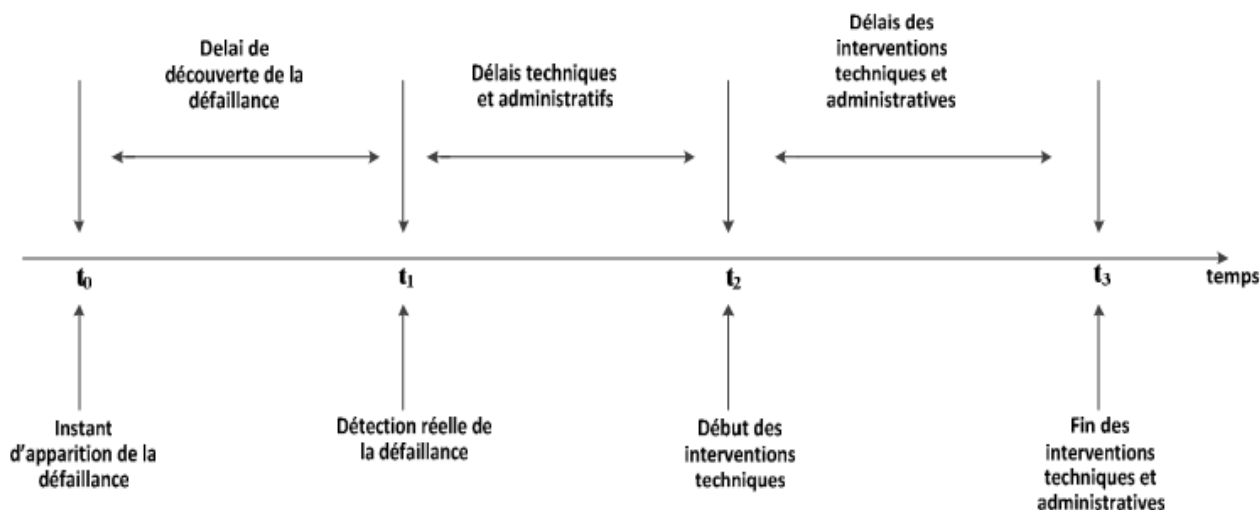 Delai de
découverte de la
défaillance
Délais techniques
et administratifs
Délais des
interventions
techniques et
administratives
t0
t1
t2
t3
temps
Instant
d'apparition de la
défaillance
Détection réelle de
la défaillance
Début des
interventions
techniques
Fin des
interventions
techniques et
administratives